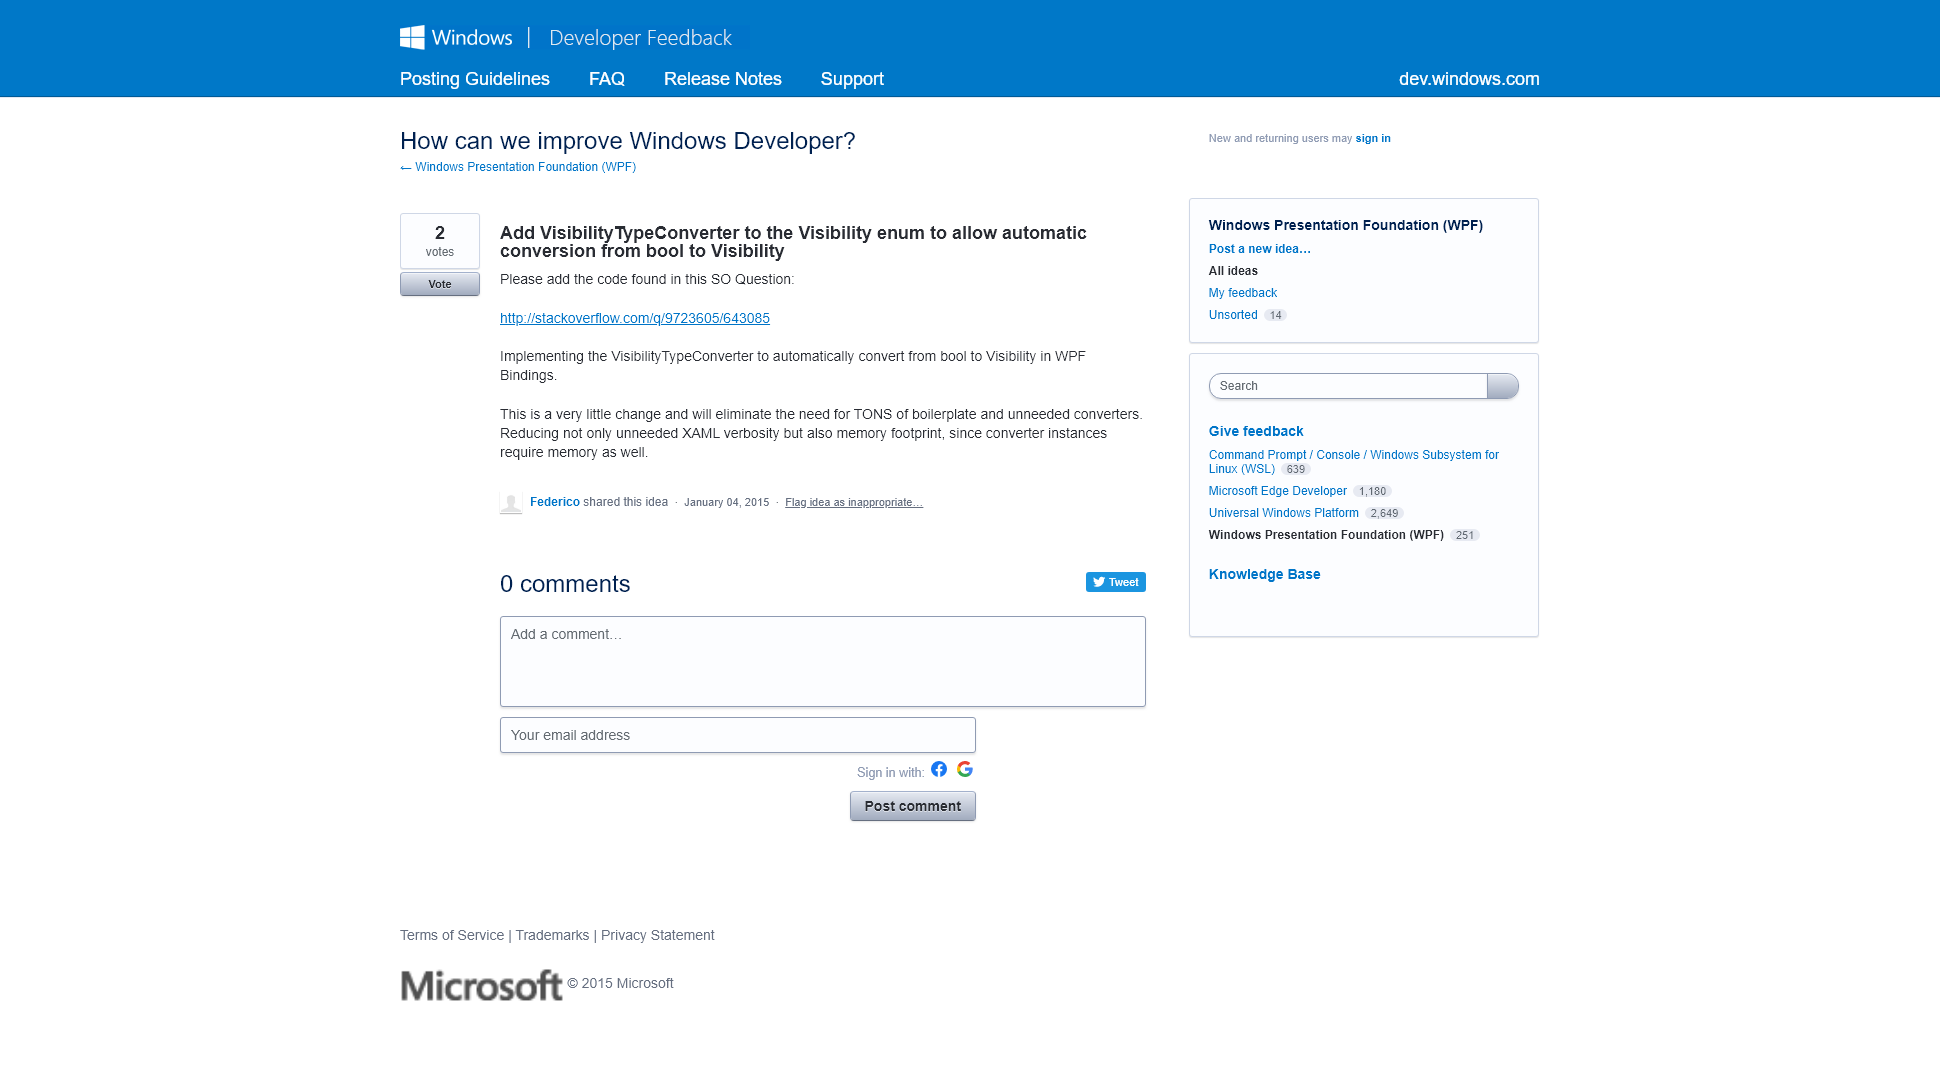 Windows | Developer Feedback
Posting Guidelines FAQ Release Notes Support dev.windows.com
How can we improve Windows Developer?
← Windows Presentation Foundation (WPF)
New and returning users may sign in
2
votes
Vote
Add VisibilityTypeConverter to the Visibility enum to allow automatic
conversion from bool to Visibility
Please add the code found in this SO Question:
http://stackoverflow.com/q/9723605/643085
Implementing the VisibilityTypeConverter to automatically convert from bool to Visibility in WPF
Bindings.
This is a very little change and will eliminate the need for TONS of boilerplate and unneeded converters.
Reducing not only unneeded XAML verbosity but also memory footprint, since converter instances
require memory as well.
Federico shared this idea · January 04, 2015 · Flag idea as inappropriate…
0 comments
Tweet
Add a comment…
Your email address
Sign in with:
Post comment
Windows Presentation Foundation (WPF)
Post a new idea…
All ideas
My feedback
Unsorted 14
Search
Give feedback
Command Prompt / Console / Windows Subsystem for
Linux (WSL) 639
Microsoft Edge Developer 1,180
Universal Windows Platform 2,649
Windows Presentation Foundation (WPF) 251
Knowledge Base
Terms of Service | Trademarks | Privacy Statement
Microsoft © 2015 Microsoft